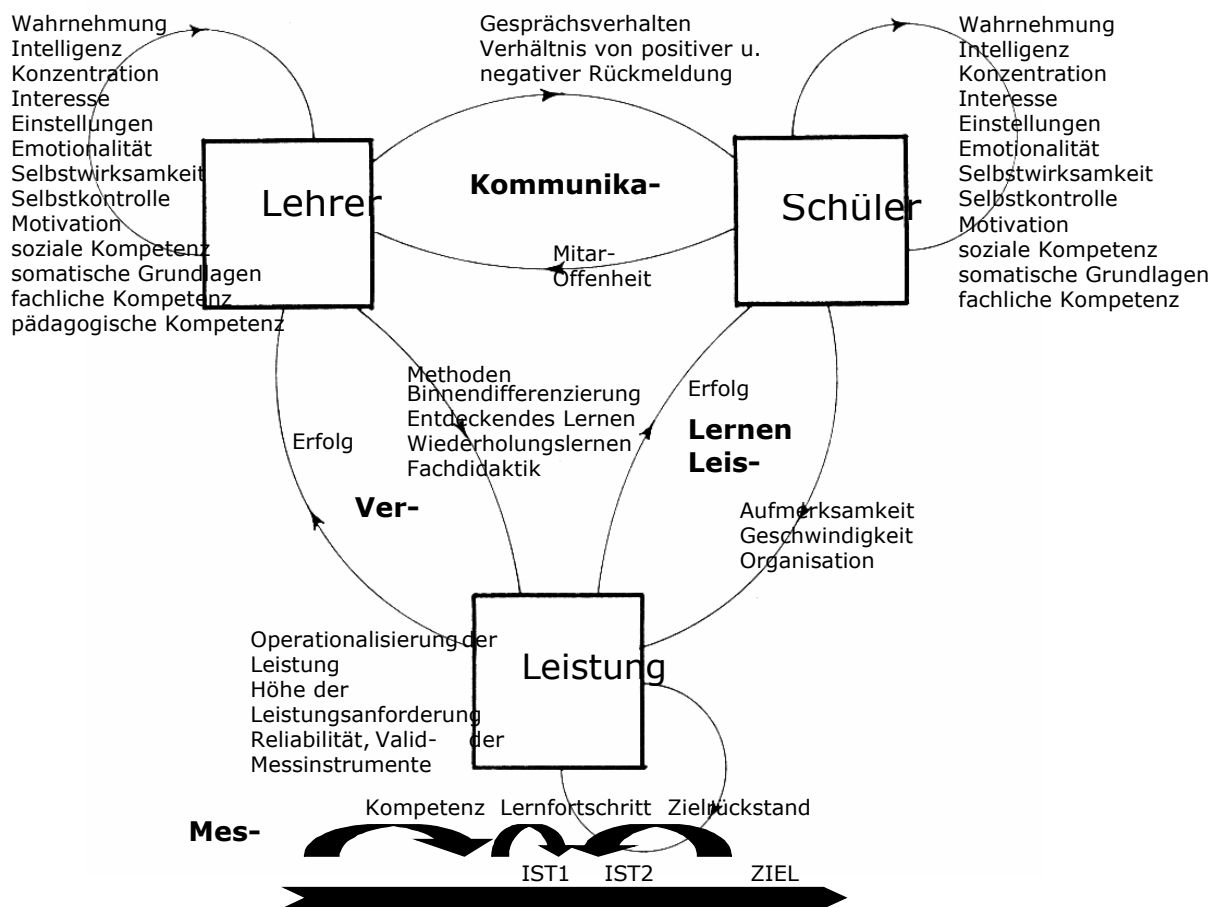 Wahrnehmung
Intelligenz
Konzentration
Interesse
Einstellungen
Emotionalität
Selbstwirksamkeit
Selbstkontrolle
Motivation
soziale Kompetenz
somatische Grundlagen
fachliche Kompetenz
pädagogische Kompetenz
Lehrer
Gesprächsverhalten
Verhältnis von positiver u.
negativer Rückmeldung
Kommunika-
Mitar-
Offenheit
Wahrnehmung
Intelligenz
Konzentration
Interesse
Einstellungen
Emotionalität
Selbstwirksamkeit
Selbstkontrolle
Motivation
soziale Kompetenz
somatische Grundlagen
fachliche Kompetenz
Schüler
Erfolg
Ver-
Methoden
Binnendifferenzierung
Entdeckendes Lernen
Wiederholungslernen
Fachdidaktik
Erfolg
Lernen
Leis-
Aufmerksamkeit
Geschwindigkeit
Organisation
Operationalisierung der
Leistung
Höhe der
Leistungsanforderung
Reliabilität, Valid- der
Messinstrumente
Leistung
Mes-
Kompetenz Lernfortschritt Zielrückstand
IST1 IST2 ZIEL